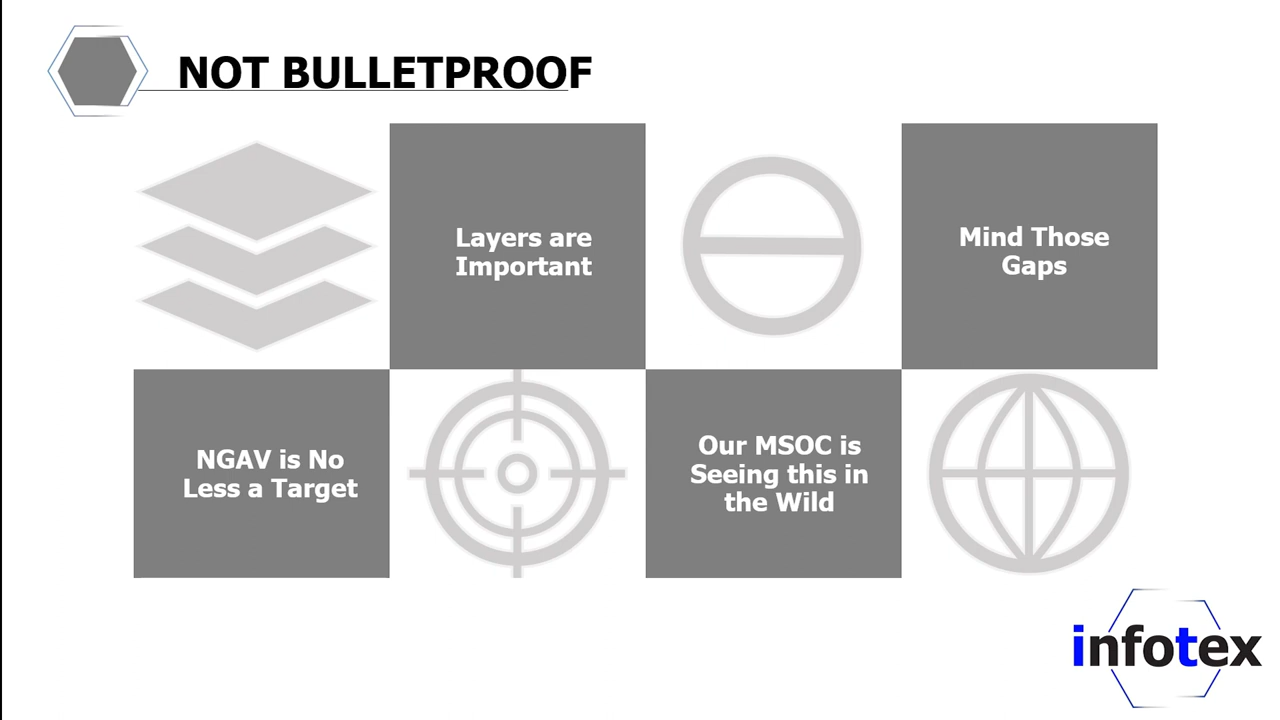 NOT BULLETPROOF
Layers are
Important
Mind Those
Gaps
NGAV is No
Less a Target
Our MSOC is
Seeing this in
the Wild
infotex